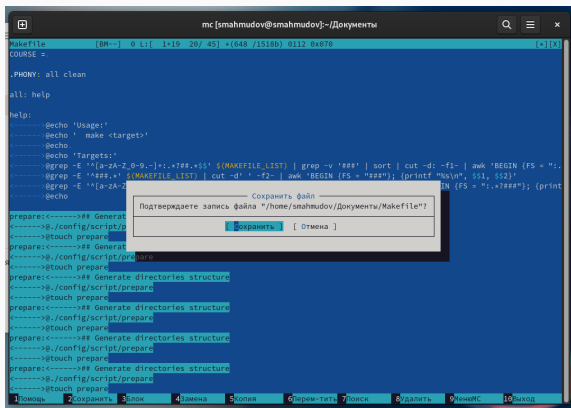 mc [smahmudov@smahmudov]:~/Документы
Makefile [BM--] 0 L:[ 1+19 20/ 45] *(648 /1518b) 0112 0x070 [*][X]
COURSE =
.PHONY: all clean
all: help
help:
<------>@echo 'Usage:'
<------>@echo '  make <target>'
<------>@echo
<------>@echo 'Targets:'
<------>@grep -E '^[a-zA-Z_0-9.-]+:.*?##.*$$' $(MAKEFILE_LIST) | grep -v '###' | sort | cut -d: -f1- | awk 'BEGIN {FS = ":.
<------>@grep -E '^###.*' $(MAKEFILE_LIST) | cut -d' ' -f2- | awk 'BEGIN {FS = "###"}; {printf "%s\n", $$1, $$2}'
<------>@grep -E '^[a-zA-Z IN {FS = ":.*?###"}; {print
<------>@echo
Сохранить файл
Подтверждаете запись файла "/home/smahmudov/Документы/Makefile"?
[ Сохранить ] [ Отмена ]
prepare:<------>## Generat
<------>@./config/script/p
<------>@touch prepare
prepare:<------>## Generat
<------>@./config/script/prepare
<------>@touch prepare
prepare:<------>## Generate directories structure
<------>@./config/script/prepare
<------>@touch prepare
prepare:<------>## Generate directories structure
<------>@./config/script/prepare
<------>@touch prepare
prepare:<------>## Generate directories structure
<------>@./config/script/prepare
<------>@touch prepare
prepare:<------>## Generate directories structure
<------>@./config/script/prepare
<------>@touch prepare
1Помощь 2Сохранить 3Блок 4Замена 5Копия 6Перем-тить 7Поиск 8Удалить 9МенюMC 10Выход